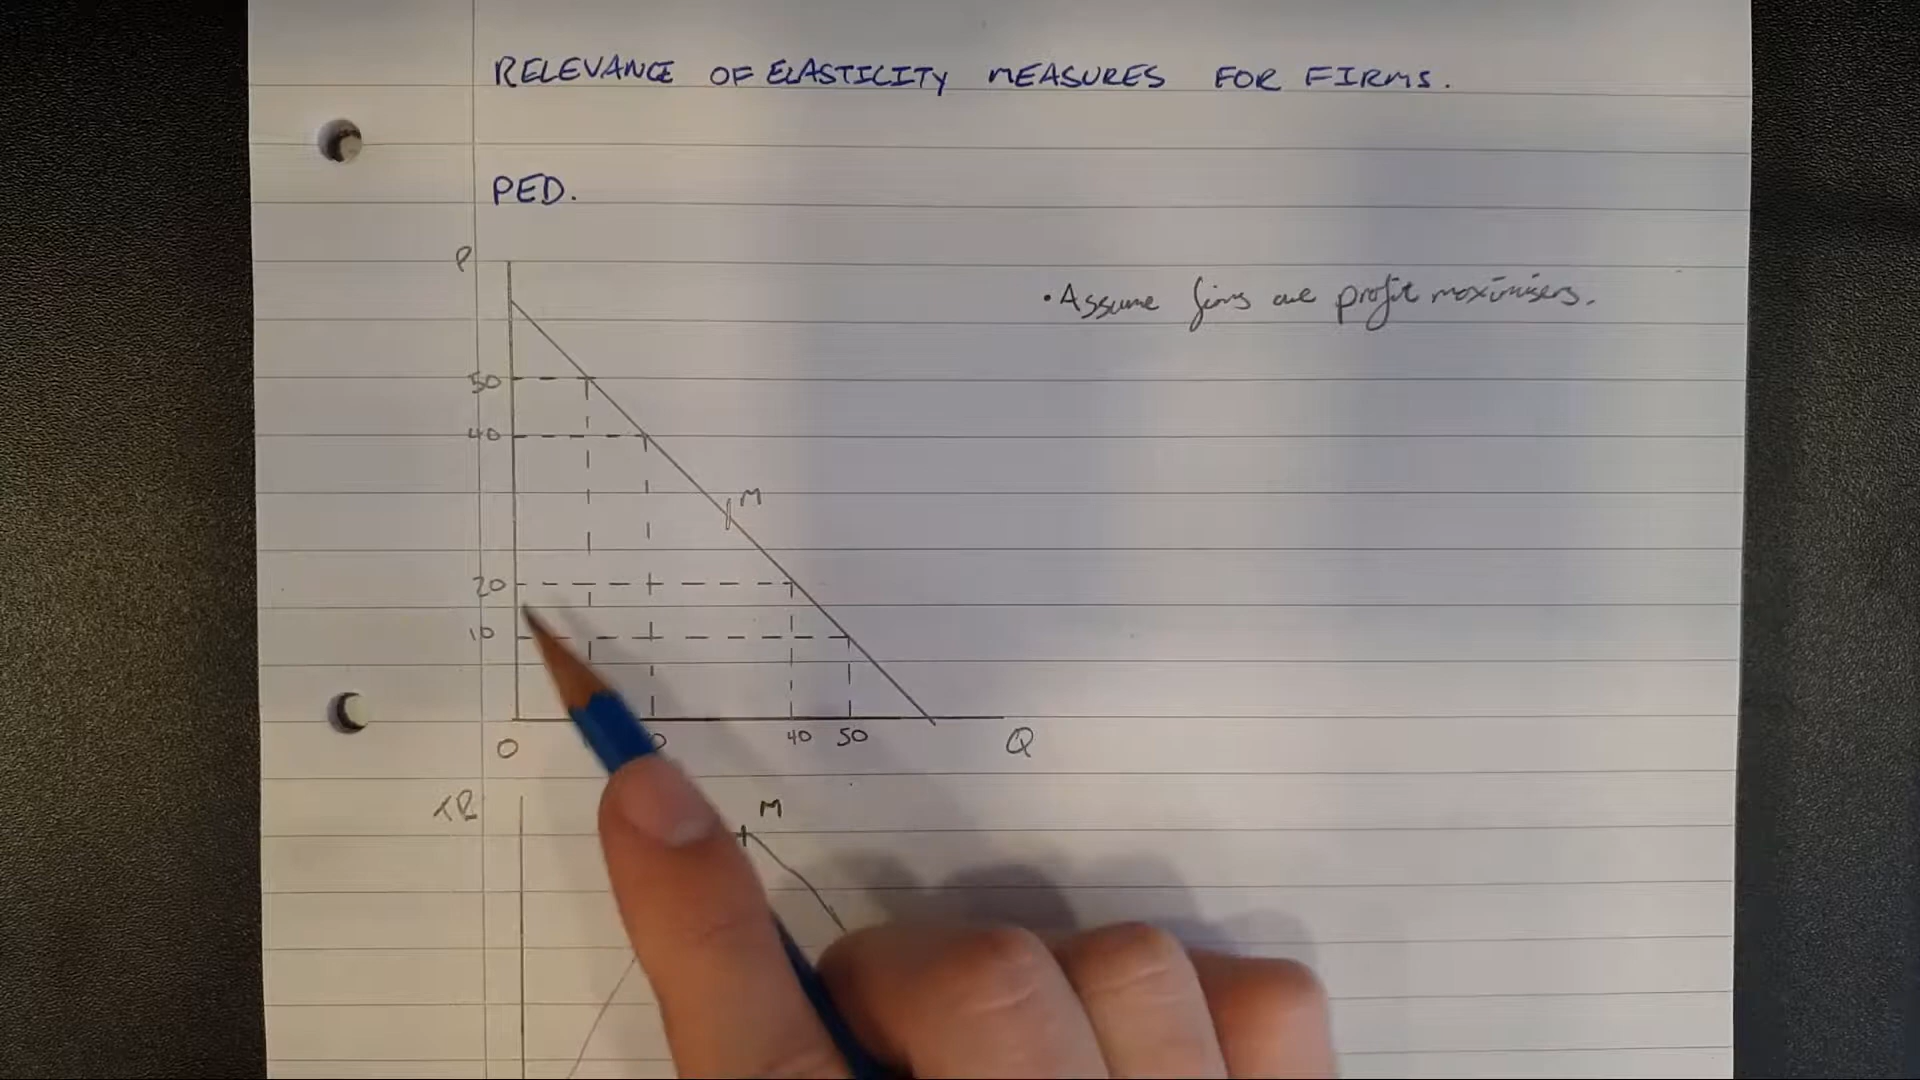 RELEVANCE OF ELASTICITY MEASURES FOR FIRMS.
PED.
P
• Assume firms are profit maximisers.
50
40
M
20
10
0 40 50 Q
TR M